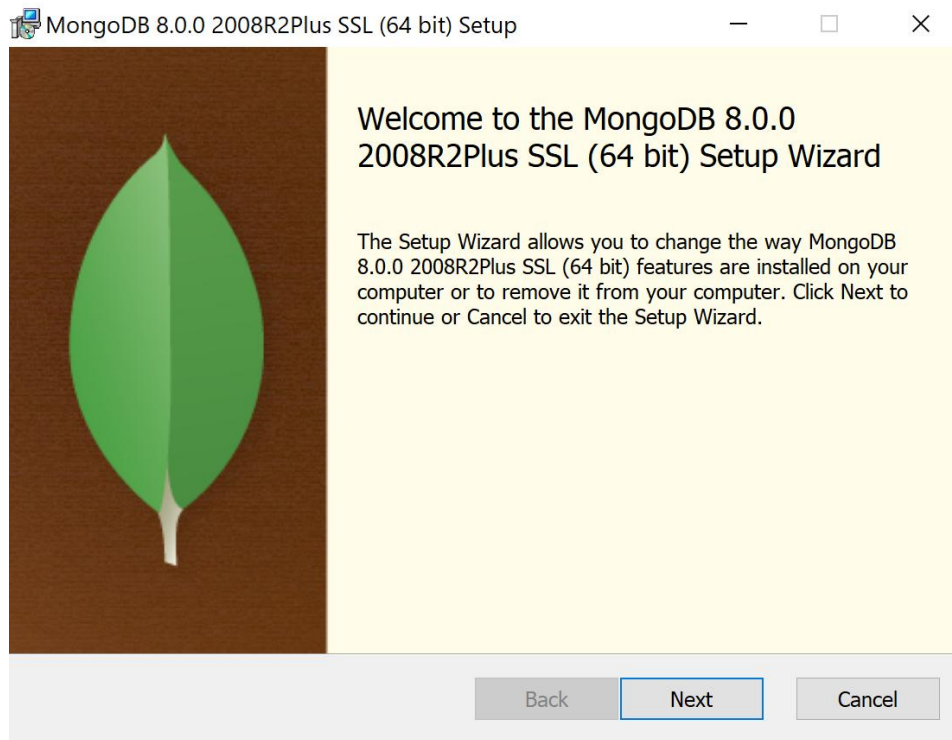 MongoDB 8.0.0 2008R2Plus SSL (64 bit) Setup
Welcome to the MongoDB 8.0.0
2008R2Plus SSL (64 bit) Setup Wizard
The Setup Wizard allows you to change the way MongoDB
8.0.0 2008R2Plus SSL (64 bit) features are installed on your
computer or to remove it from your computer. Click Next to
continue or Cancel to exit the Setup Wizard.
Back Next Cancel